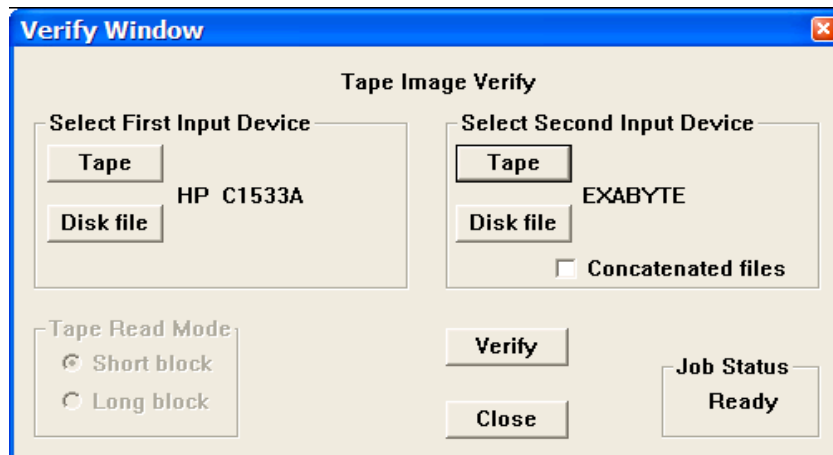 Verify Window
Tape Image Verify
Select First Input Device
Tape
HP C1533A
Disk file
Select Second Input Device
Tape
EXABYTE
Disk file
Concatenated files
Tape Read Mode
Short block
Long block
Verify
Close
Job Status
Ready